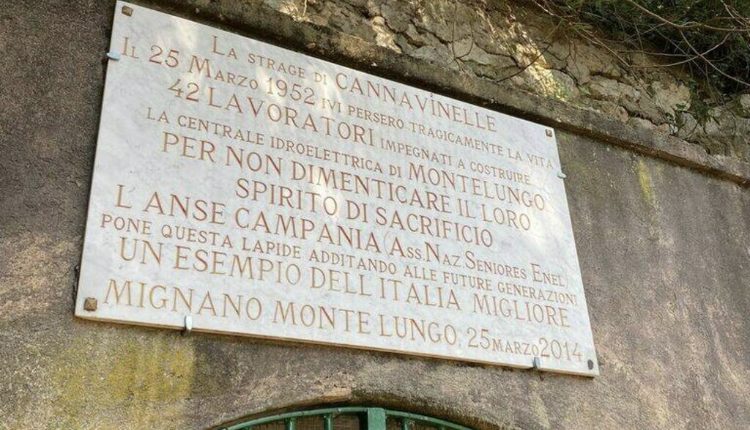 LA STRAGE DI CANNAVINELLE
IL 25 MARZO 1952 IVI PERSERO TRAGICAMENTE LA VITA
42 LAVORATORI IMPEGNATI A COSTRUIRE
LA CENTRALE IDROELETTRICA DI MONTELUNGO
PER NON DIMENTICARE IL LORO
SPIRITO DI SACRIFICIO
L ANSE CAMPANIA (ASS. NAZ. SENIORES ENEL)
PONE QUESTA LAPIDE ADDITANDO ALLE FUTURE GENERAZIONI
UN'ESEMPIO DELL'ITALIA MIGLIORE
MIGNANO MONTE LUNGO, 25 MARZO 2014